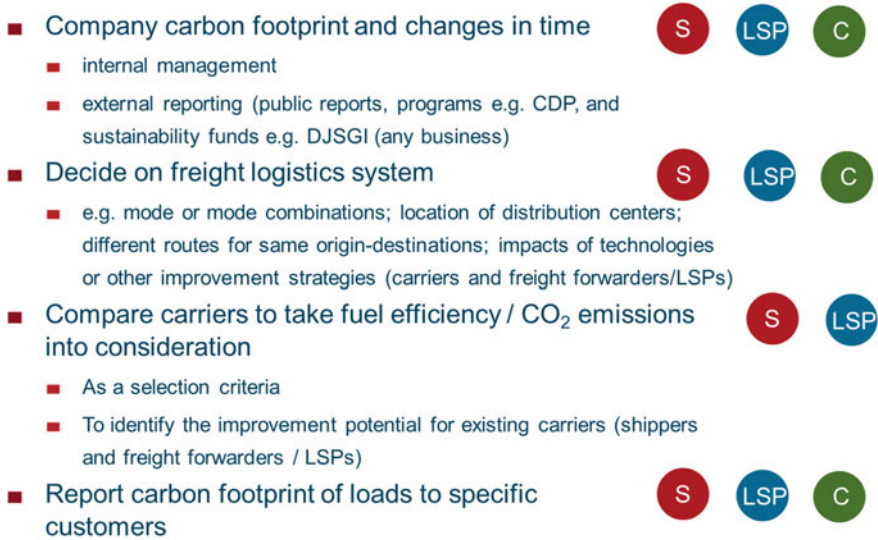 Company carbon footprint and changes in time S LSP C
internal management
external reporting (public reports, programs e.g. CDP, and
sustainability funds e.g. DJSGI (any business)
Decide on freight logistics system S LSP C
e.g. mode or mode combinations; location of distribution centers;
different routes for same origin-destinations; impacts of technologies
or other improvement strategies (carriers and freight forwarders/LSPs)
Compare carriers to take fuel efficiency / CO₂ emissions S LSP
into consideration
As a selection criteria
To identify the improvement potential for existing carriers (shippers
and freight forwarders / LSPs)
Report carbon footprint of loads to specific S LSP C
customers